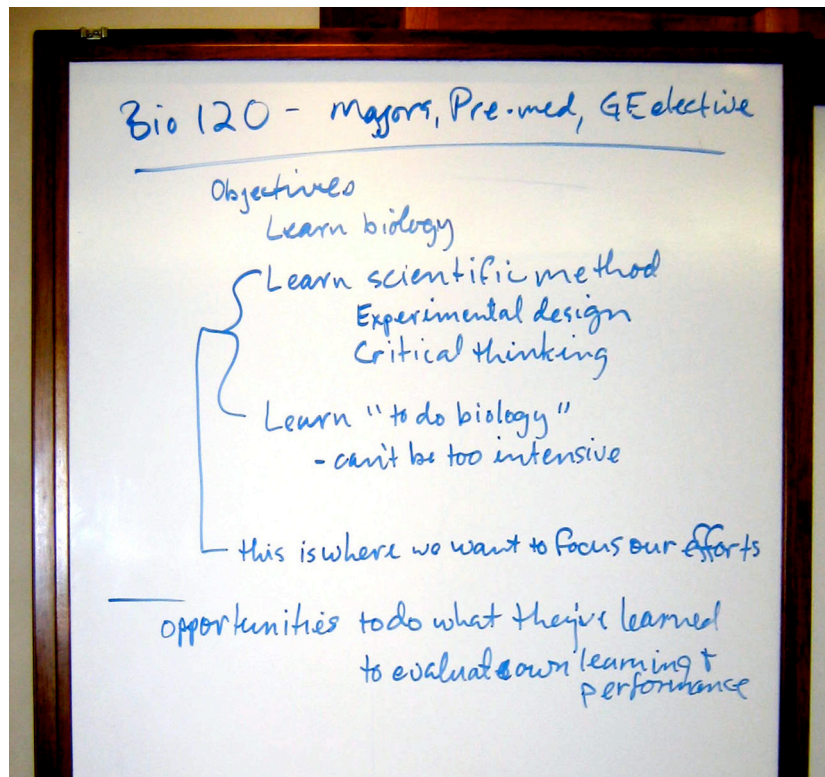 Bio 120 - Majors, Pre-med, GE elective
Objectives
Learn biology
Learn scientific method
Experimental design
Critical thinking
Learn "to do biology"
- can't be too intensive
this is where we want to focus our efforts
opportunities to do what they've learned
to evaluate own learning +
performance